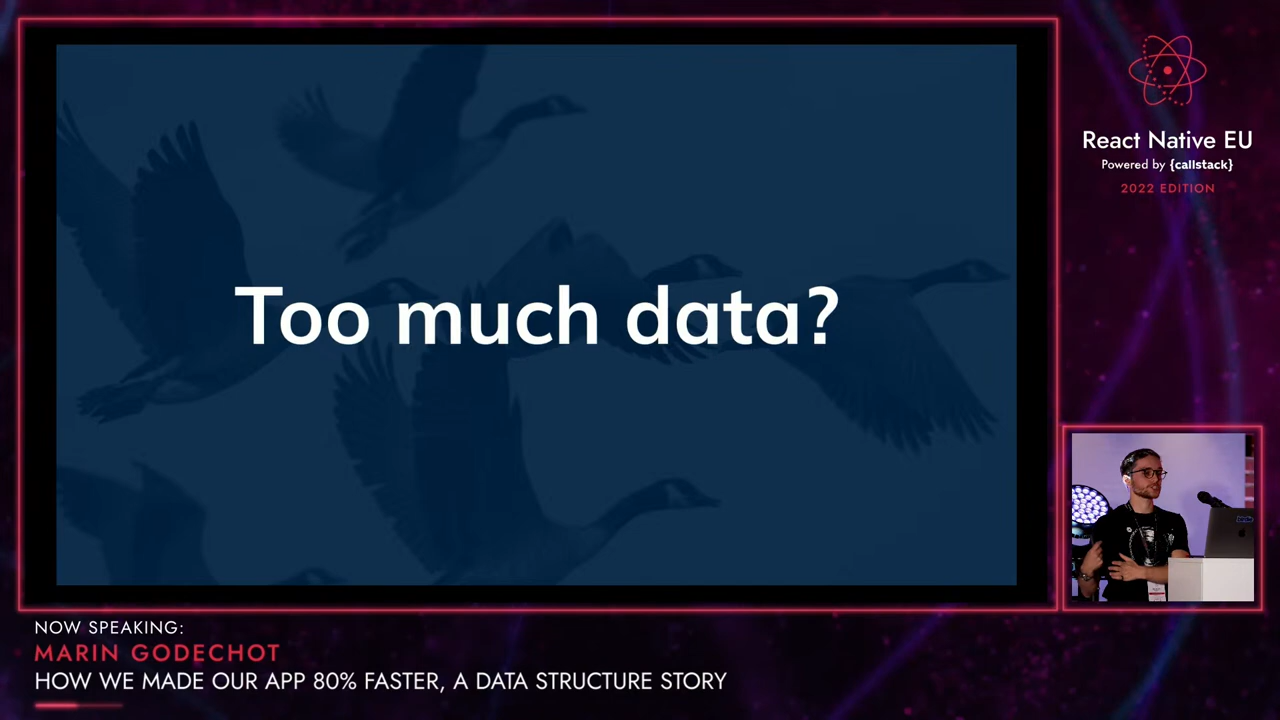 Too much data?
React Native EU
Powered by {callstack}
2022 EDITION
NOW SPEAKING:
MARIN GODECHOT
HOW WE MADE OUR APP 80% FASTER, A DATA STRUCTURE STORY